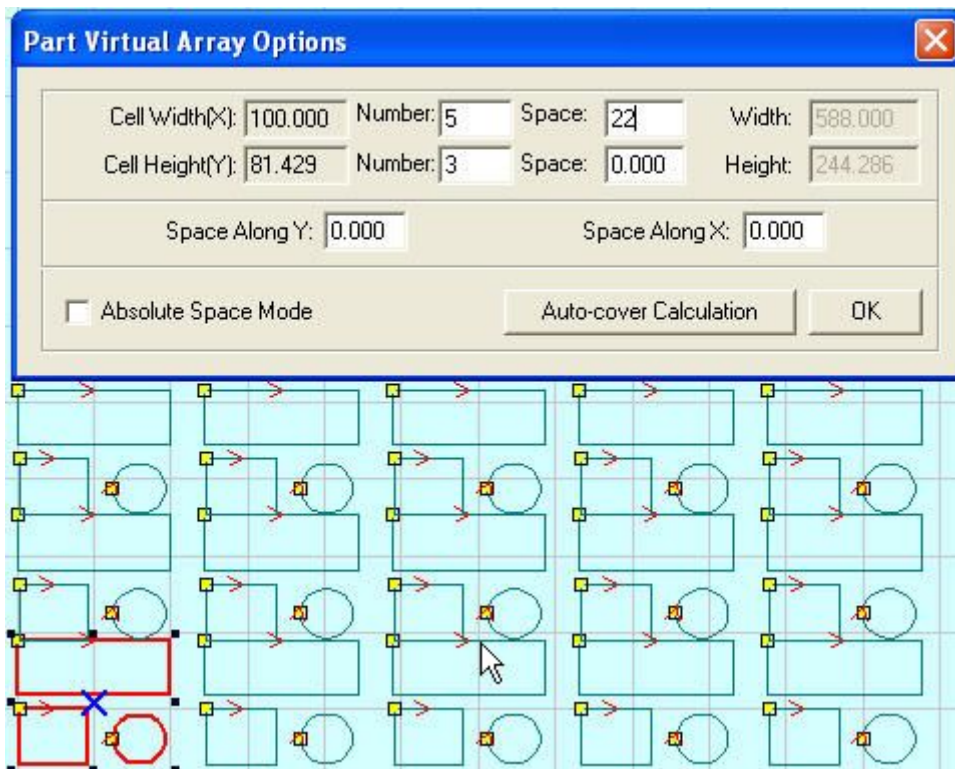 Part Virtual Array Options
Cell Width(X): 100.000 Number: 5 Space: 22 Width: 588.000
Cell Height(Y): 81.429 Number: 3 Space: 0.000 Height: 244.286
Space Along Y: 0.000 Space Along X: 0.000
Absolute Space Mode Auto-cover Calculation OK